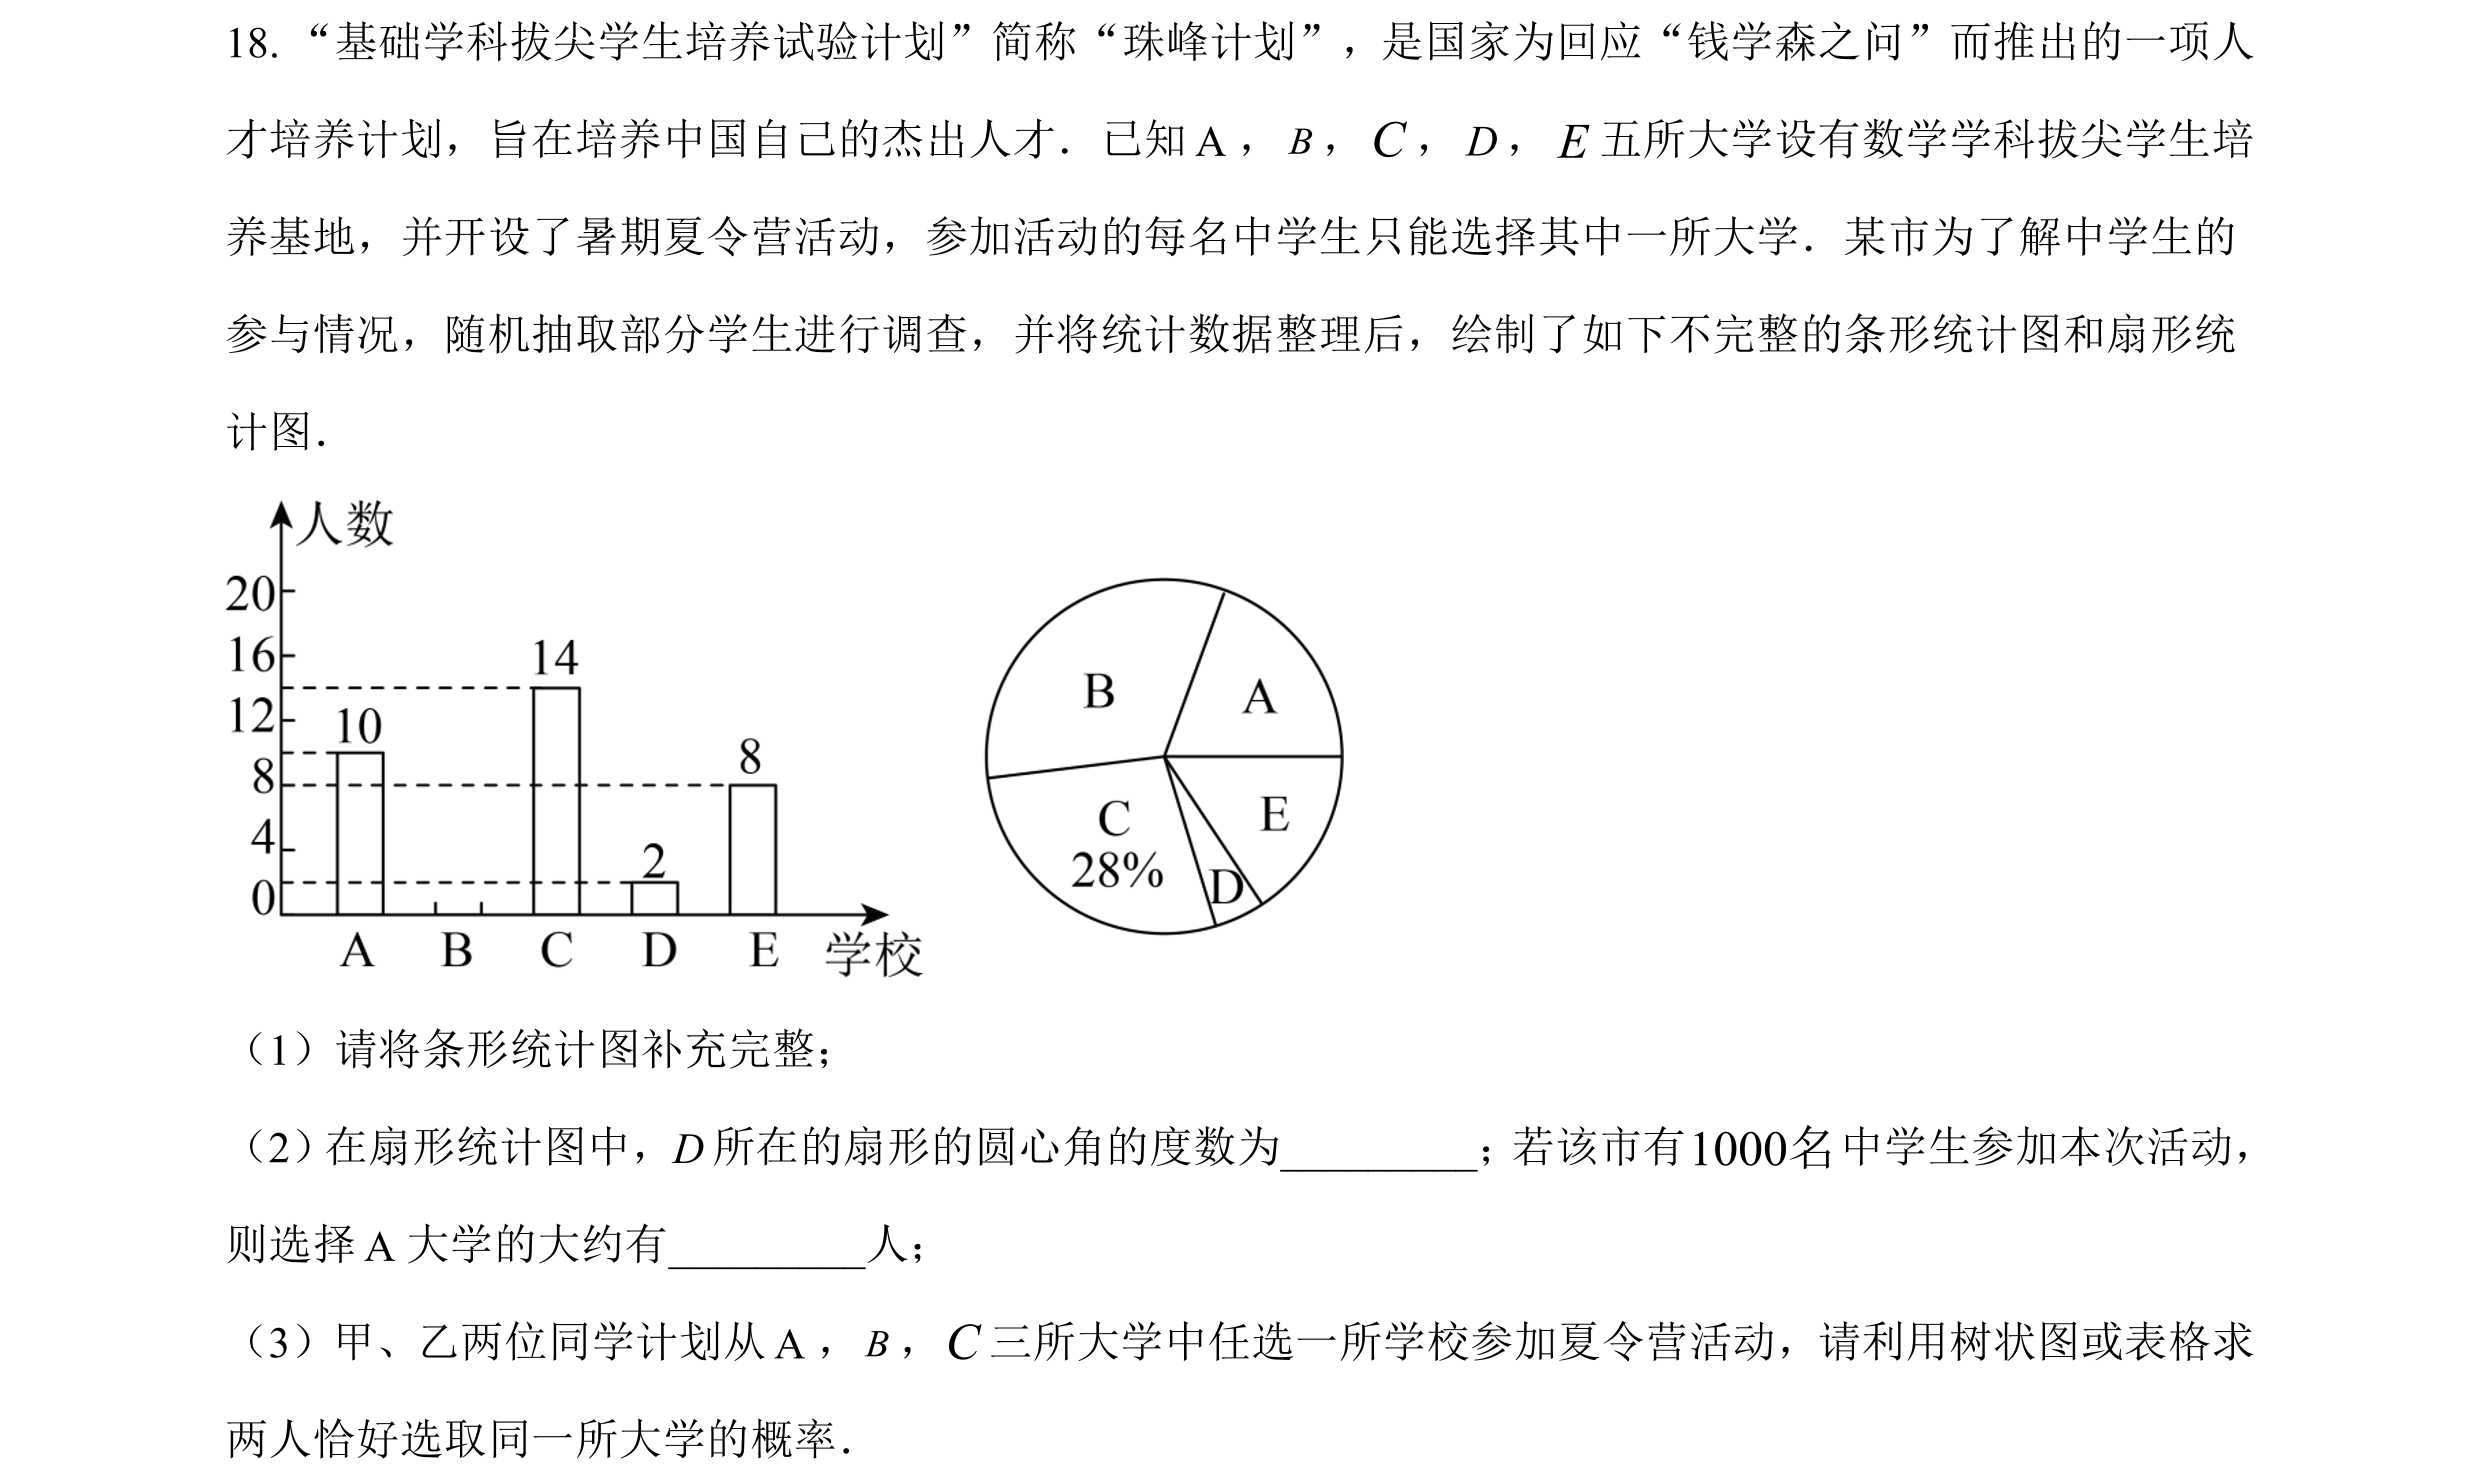 18. “基础学科拔尖学生培养试验计划”简称“珠峰计划”，是国家为回应“钱学森之问”而推出的一项人
才培养计划，旨在培养中国自己的杰出人才．已知 A，B，C，D，E 五所大学设有数学学科拔尖学生培
养基地，并开设了暑期夏令营活动，参加活动的每名中学生只能选择其中一所大学．某市为了解中学生的
参与情况，随机抽取部分学生进行调查，并将统计数据整理后，绘制了如下不完整的条形统计图和扇形统
计图．
人数
20
16
12
8
4
0
10
14
2
8
A B C D E 学校
B
A
C
28%
D
E
（1）请将条形统计图补充完整；
（2）在扇形统计图中，D 所在的扇形的圆心角的度数为_________；若该市有1000名中学生参加本次活动，
则选择 A 大学的大约有_________人；
（3）甲、乙两位同学计划从 A，B，C 三所大学中任选一所学校参加夏令营活动，请利用树状图或表格求
两人恰好选取同一所大学的概率．